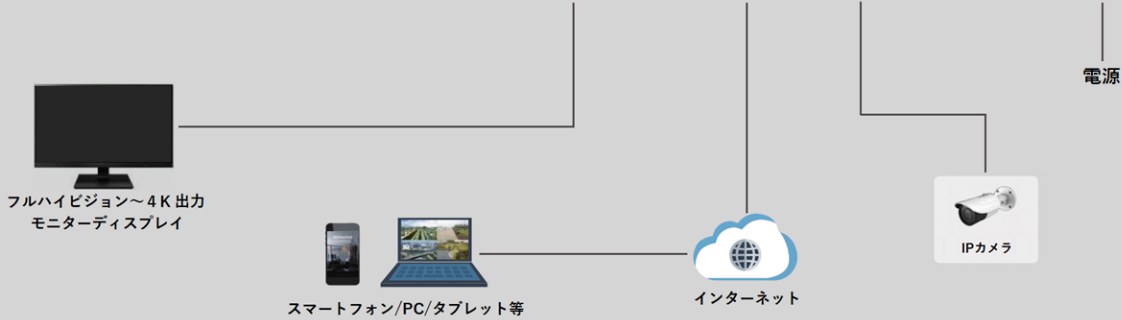 電源
フルハイビジョン～４K 出力
モニターディスプレイ
IPカメラ
インターネット
スマートフォン/PC/タブレット等